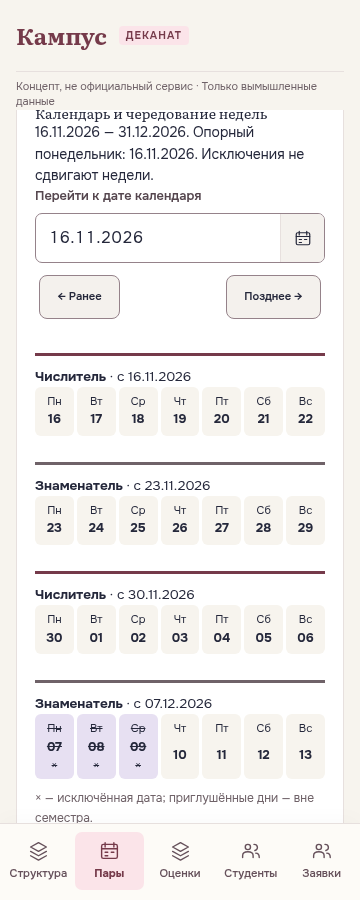 Кампус
ДЕКАНАТ
Концепт, не официальный сервис · Только вымышленные
данные
Календарь и чередование недель
16.11.2026 — 31.12.2026. Опорный
понедельник: 16.11.2026. Исключения не
сдвигают недели.
Перейти к дате календаря
16.11.2026
← Ранее
Позднее →
Числитель · с 16.11.2026
Пн Вт Ср Чт Пт Сб Вс
16 17 18 19 20 21 22
Знаменатель · с 23.11.2026
Пн Вт Ср Чт Пт Сб Вс
23 24 25 26 27 28 29
Числитель · с 30.11.2026
Пн Вт Ср Чт Пт Сб Вс
30 01 02 03 04 05 06
Знаменатель · с 07.12.2026
Пн Вт Ср Чт Пт Сб Вс
07 08 09 10 11 12 13
× × ×
× — исключённая дата; приглушённые дни — вне
семестра.
Структура Пары Оценки Студенты Заявки